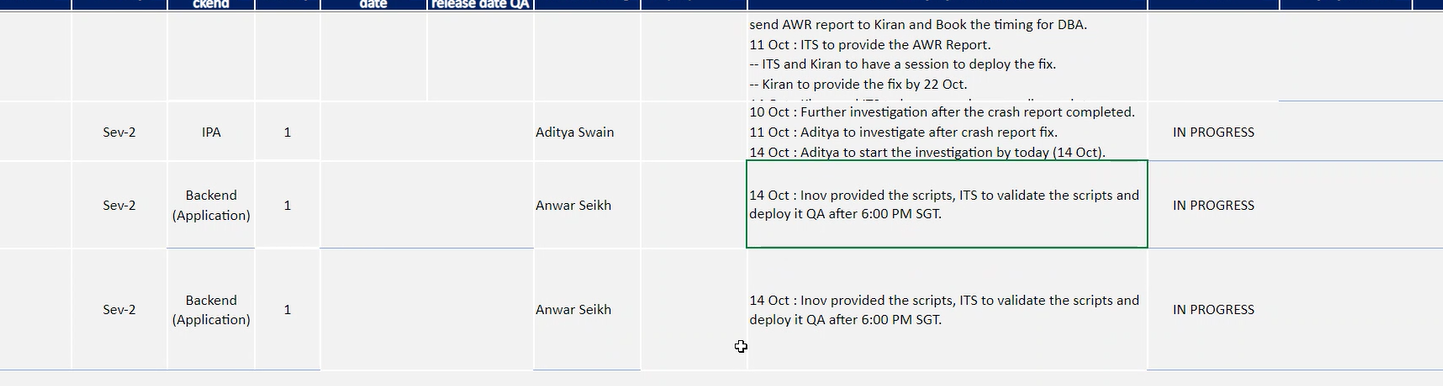 ckend
date
release date QA
send AWR report to Kiran and Book the timing for DBA.
11 Oct : ITS to provide the AWR Report.
-- ITS and Kiran to have a session to deploy the fix.
-- Kiran to provide the fix by 22 Oct.
Sev-2
IPA
1
Aditya Swain
10 Oct : Further investigation after the crash report completed.
11 Oct : Aditya to investigate after crash report fix.
14 Oct : Aditya to start the investigation by today (14 Oct).
IN PROGRESS
Sev-2
Backend
(Application)
1
Anwar Seikh
14 Oct : Inov provided the scripts, ITS to validate the scripts and
deploy it QA after 6:00 PM SGT.
IN PROGRESS
Sev-2
Backend
(Application)
1
Anwar Seikh
14 Oct : Inov provided the scripts, ITS to validate the scripts and
deploy it QA after 6:00 PM SGT.
IN PROGRESS